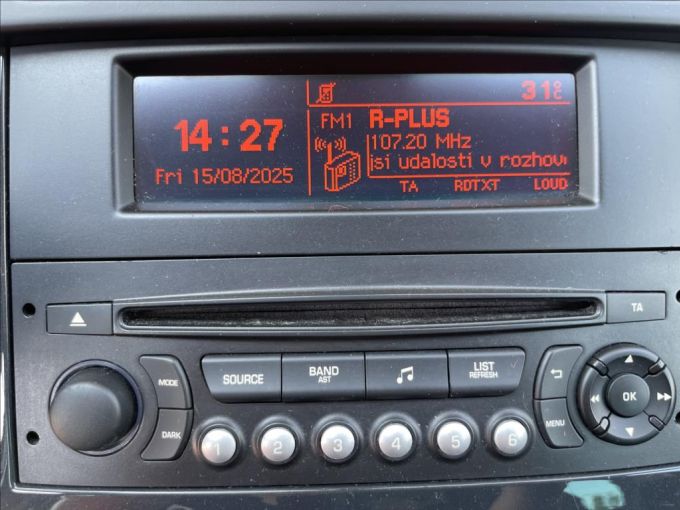 31°C
14:27
Fri 15/08/2025
FM1 R-PLUS
107.20 MHz
isi udalosti v rozhov
TA RDTXT LOUD
TA
MODE
DARK
SOURCE
BAND
AST
LIST
REFRESH
MENU
OK
1 2 3 4 5 6